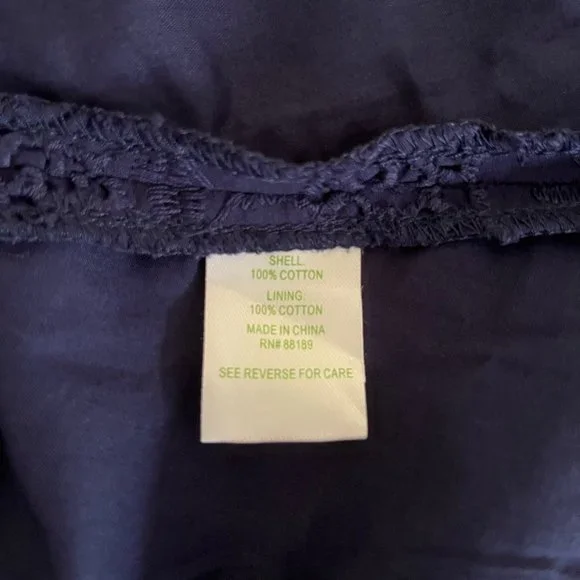 SHELL:
100% COTTON
LINING:
100% COTTON
MADE IN CHINA
RN# 88189
SEE REVERSE FOR CARE